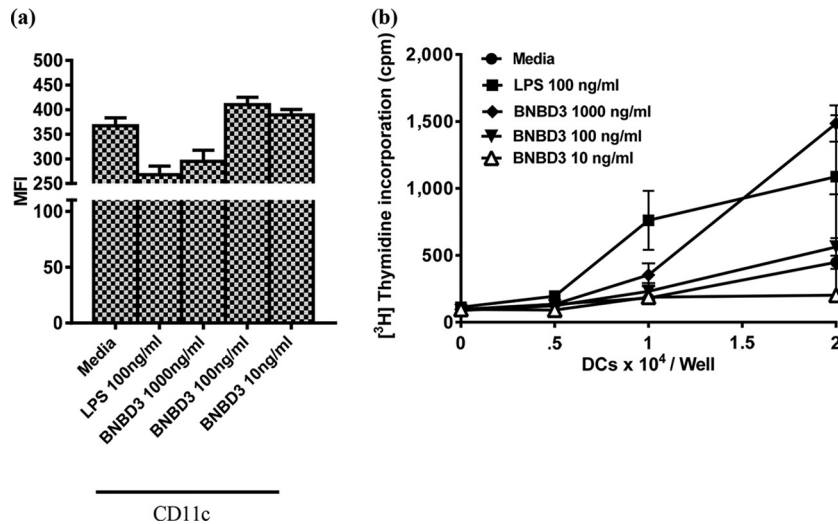 (a)
MFI
500
450
400
350
300
250
100
50
0
Media
LPS 100ng/ml
BNBD3 1000ng/ml
BNBD3 100ng/ml
BNBD3 10ng/ml
CD11c
(b)
[³H] Thymidine incorporation (cpm)
2,000
1,500
1,000
500
0
Media
LPS 100 ng/ml
BNBD3 1000 ng/ml
BNBD3 100 ng/ml
BNBD3 10 ng/ml
0 .5 1 1.5 2
DCs x 10⁴ / Well